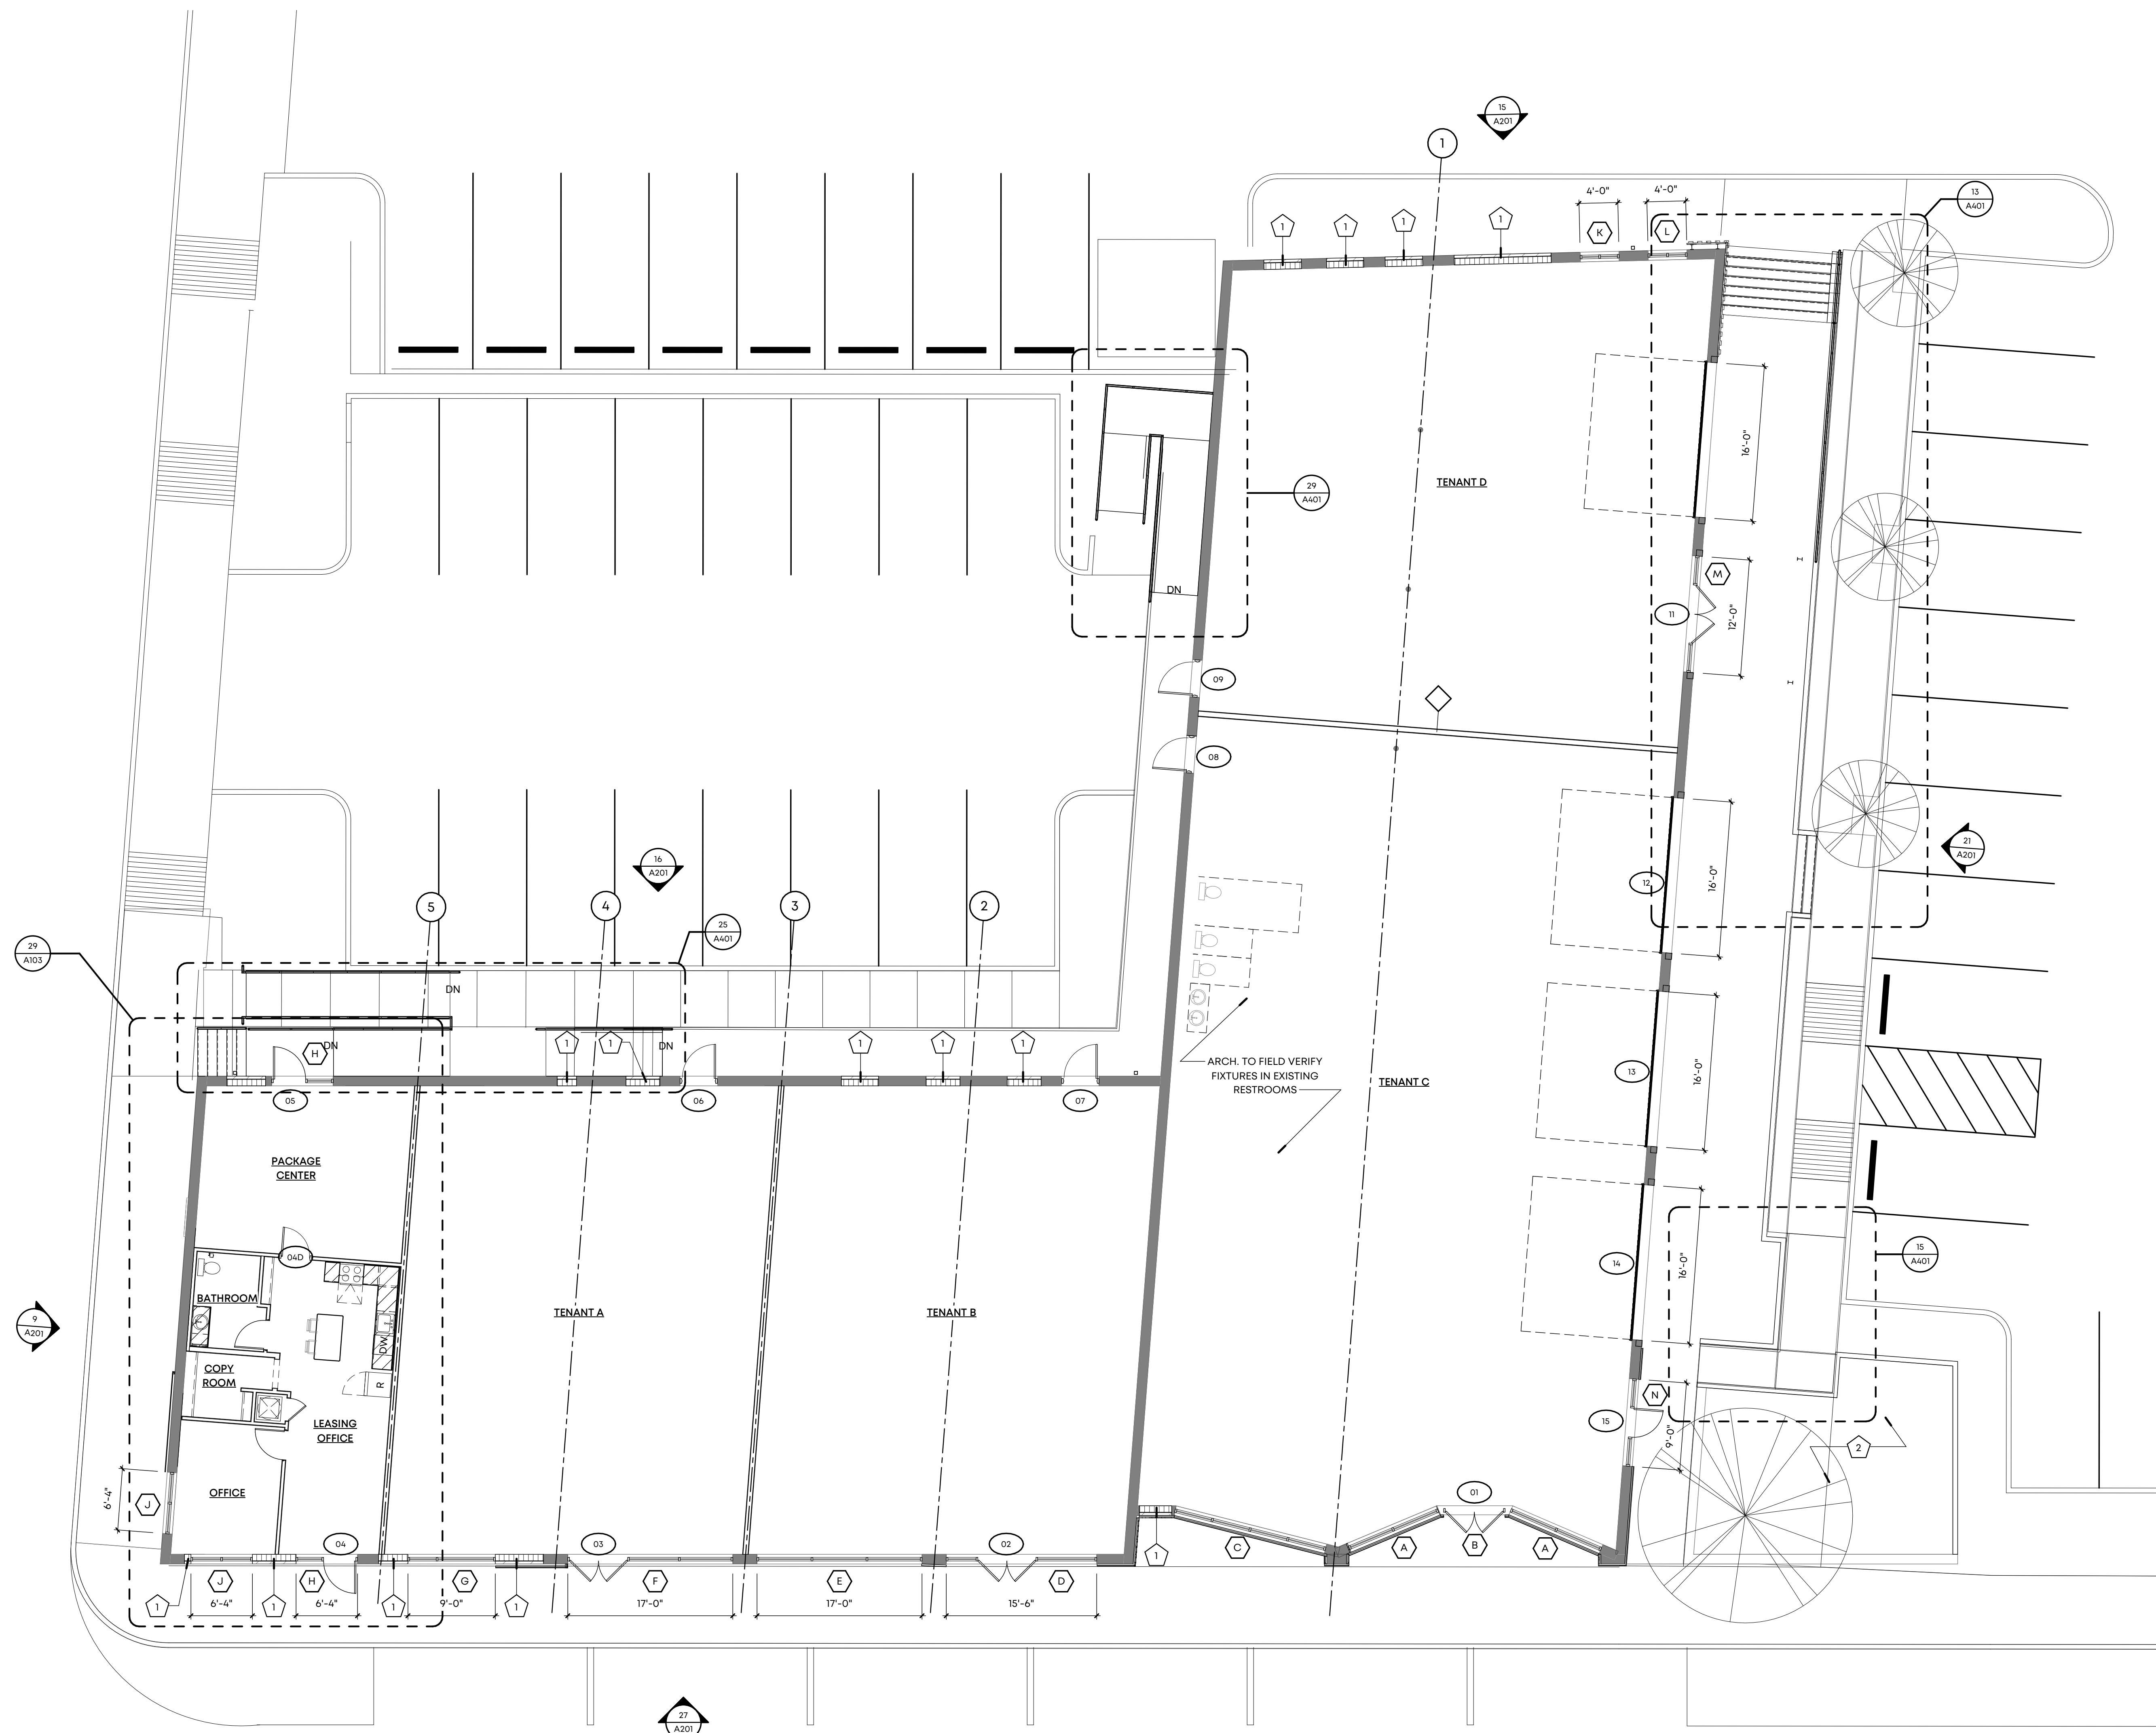 15
A201
1
13
A401
4'-0"
4'-0"
K
L
1
1
1
1
16'-0"
TENANT D
29
A401
M
DN
11
12'-0"
09
08
21
A201
16
A201
12
16'-0"
5
4
3
2
25
A401
29
A103
DN
H
DN
1
1
DN
1
1
1
ARCH. TO FIELD VERIFY
FIXTURES IN EXISTING
RESTROOMS
13
16'-0"
TENANT C
05
06
07
PACKAGE
CENTER
04D
14
16'-0"
15
A401
BATHROOM
TENANT A
TENANT B
9
A201
DW
COPY
ROOM
R
N
LEASING
OFFICE
15
9'-0"
2
OFFICE
6'-4"
J
01
04
03
02
1
C
A
B
A
J
H
G
F
E
D
1
6'-4"
1
6'-4"
1
9'-0"
1
17'-0"
17'-0"
15'-6"
27
A201